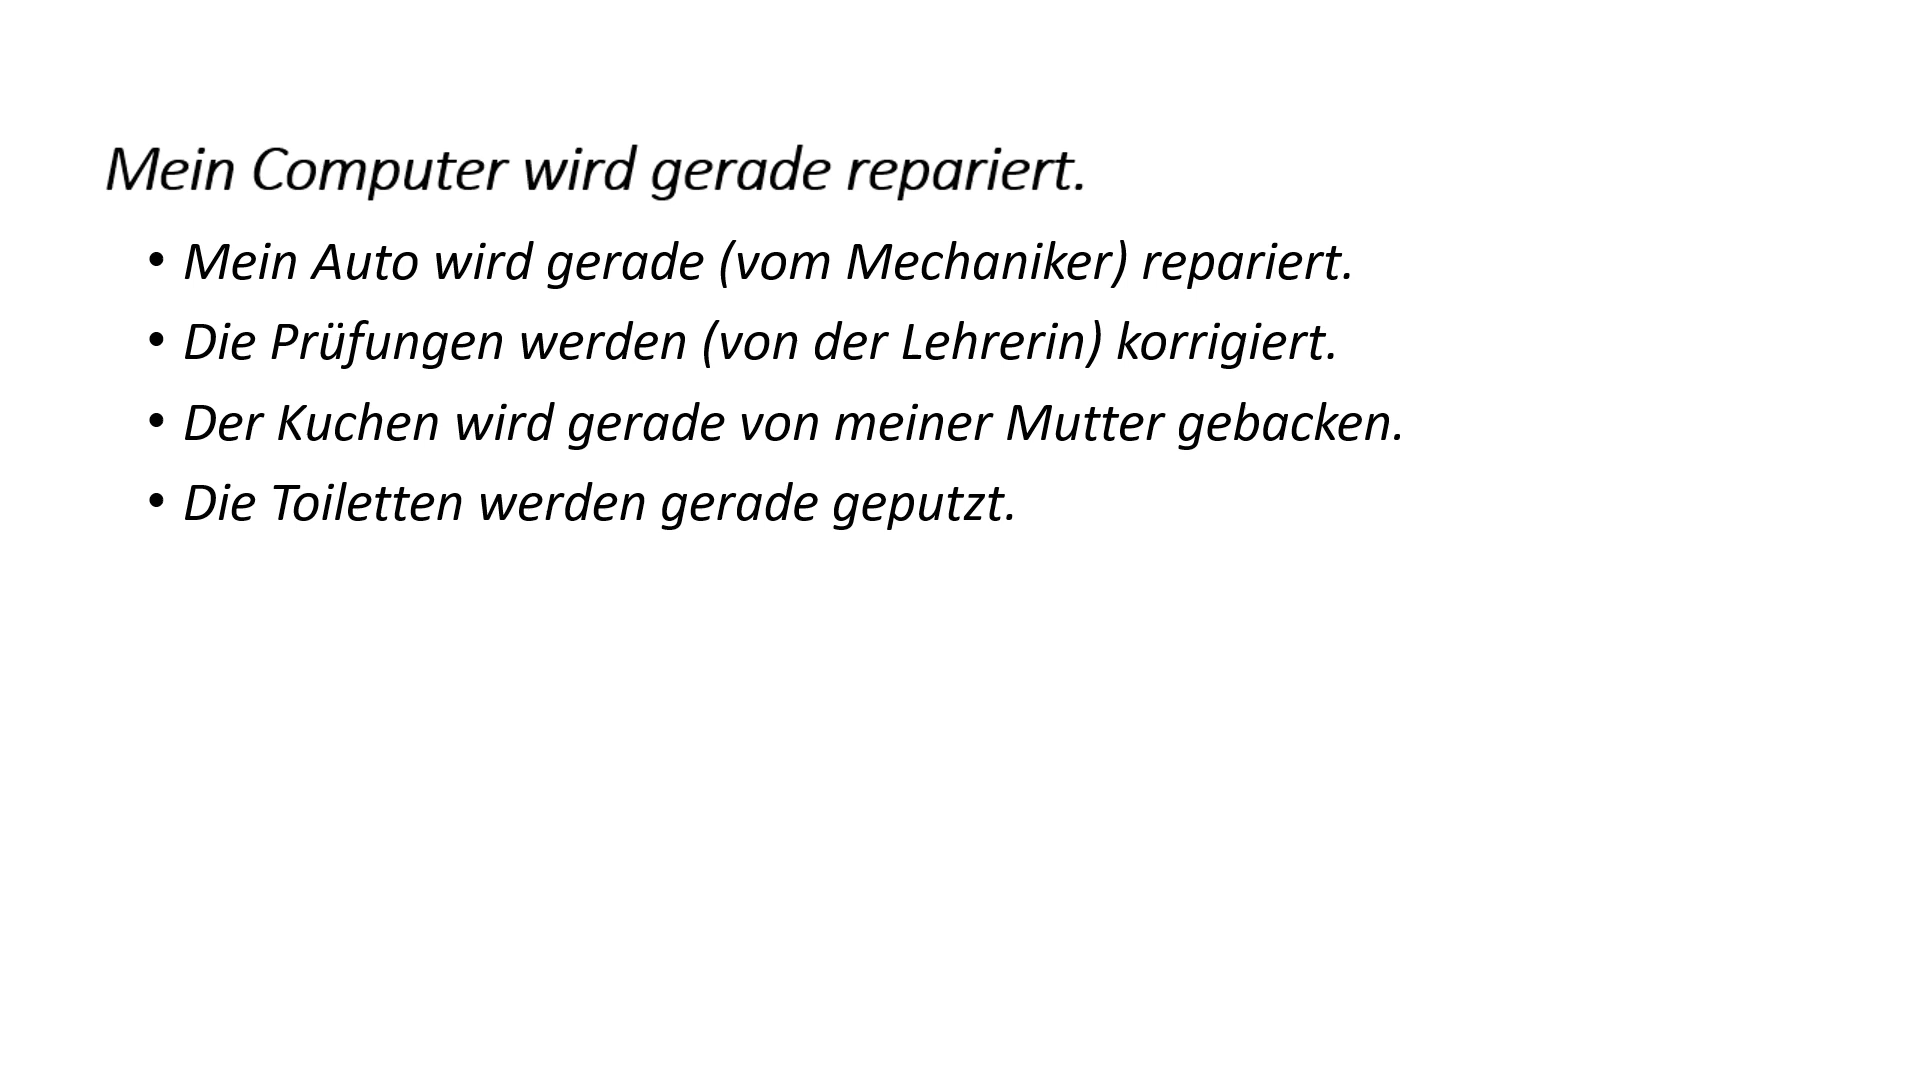 Mein Computer wird gerade repariert.
• Mein Auto wird gerade (vom Mechaniker) repariert.
• Die Prüfungen werden (von der Lehrerin) korrigiert.
• Der Kuchen wird gerade von meiner Mutter gebacken.
• Die Toiletten werden gerade geputzt.